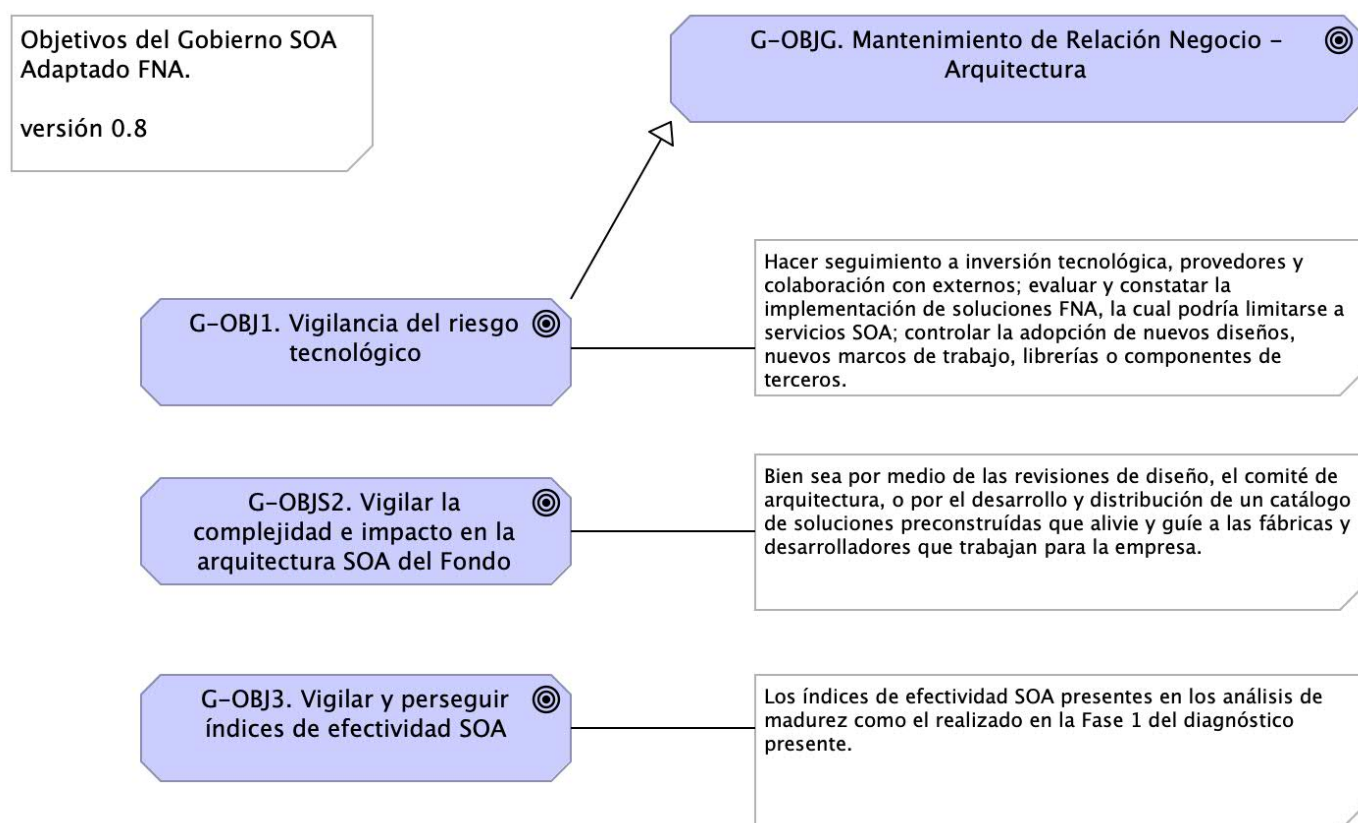 Objetivos del Gobierno SOA
Adaptado FNA.
versión 0.8
G-OBJG. Mantenimiento de Relación Negocio –
Arquitectura
G-OBJ1. Vigilancia del riesgo
tecnológico
Hacer seguimiento a inversión tecnológica, provedores y
colaboración con externos; evaluar y constatar la
implementación de soluciones FNA, la cual podría limitarse a
servicios SOA; controlar la adopción de nuevos diseños,
nuevos marcos de trabajo, librerías o componentes de
terceros.
G-OBJS2. Vigilar la
complejidad e impacto en la
arquitectura SOA del Fondo
Bien sea por medio de las revisiones de diseño, el comité de
arquitectura, o por el desarrollo y distribución de un catálogo
de soluciones preconstruídas que alivie y guíe a las fábricas y
desarrolladores que trabajan para la empresa.
G-OBJ3. Vigilar y perseguir
índices de efectividad SOA
Los índices de efectividad SOA presentes en los análisis de
madurez como el realizado en la Fase 1 del diagnóstico
presente.